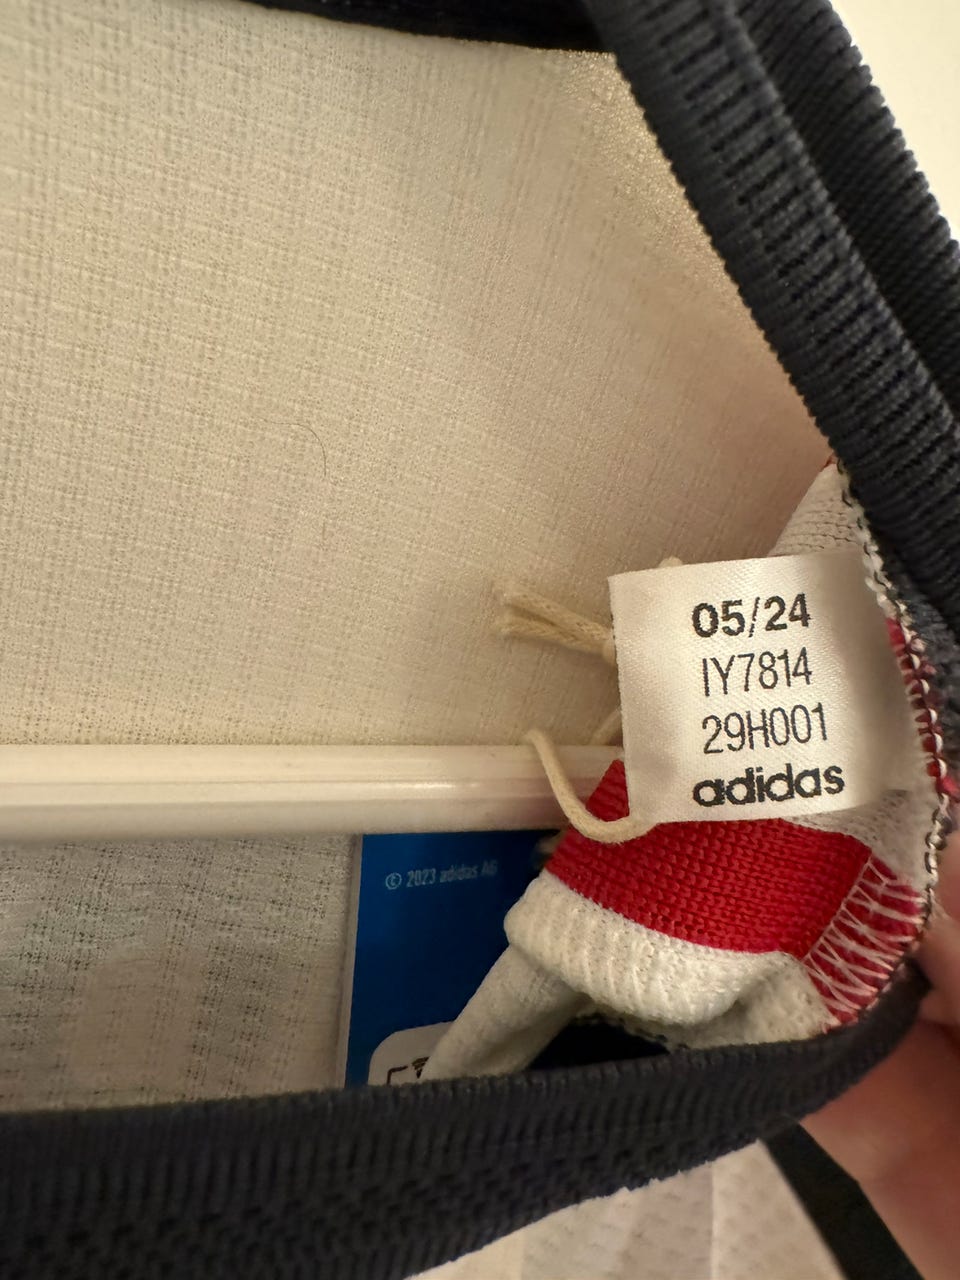 05/24
IY7814
29H001
adidas
© 2023 adidas AG